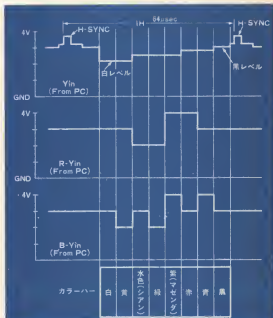 1H 64μsec
H-SYNC
H-SYNC
4V
白レベル
黒レベル
Yin
(From PC)
GND
4V
R-Yin
(From PC)
GND
4V
B-Yin
(From PC)
カラーバー
白
黄
水色(シアン)
緑
紫(マゼンダ)
赤
青
黒